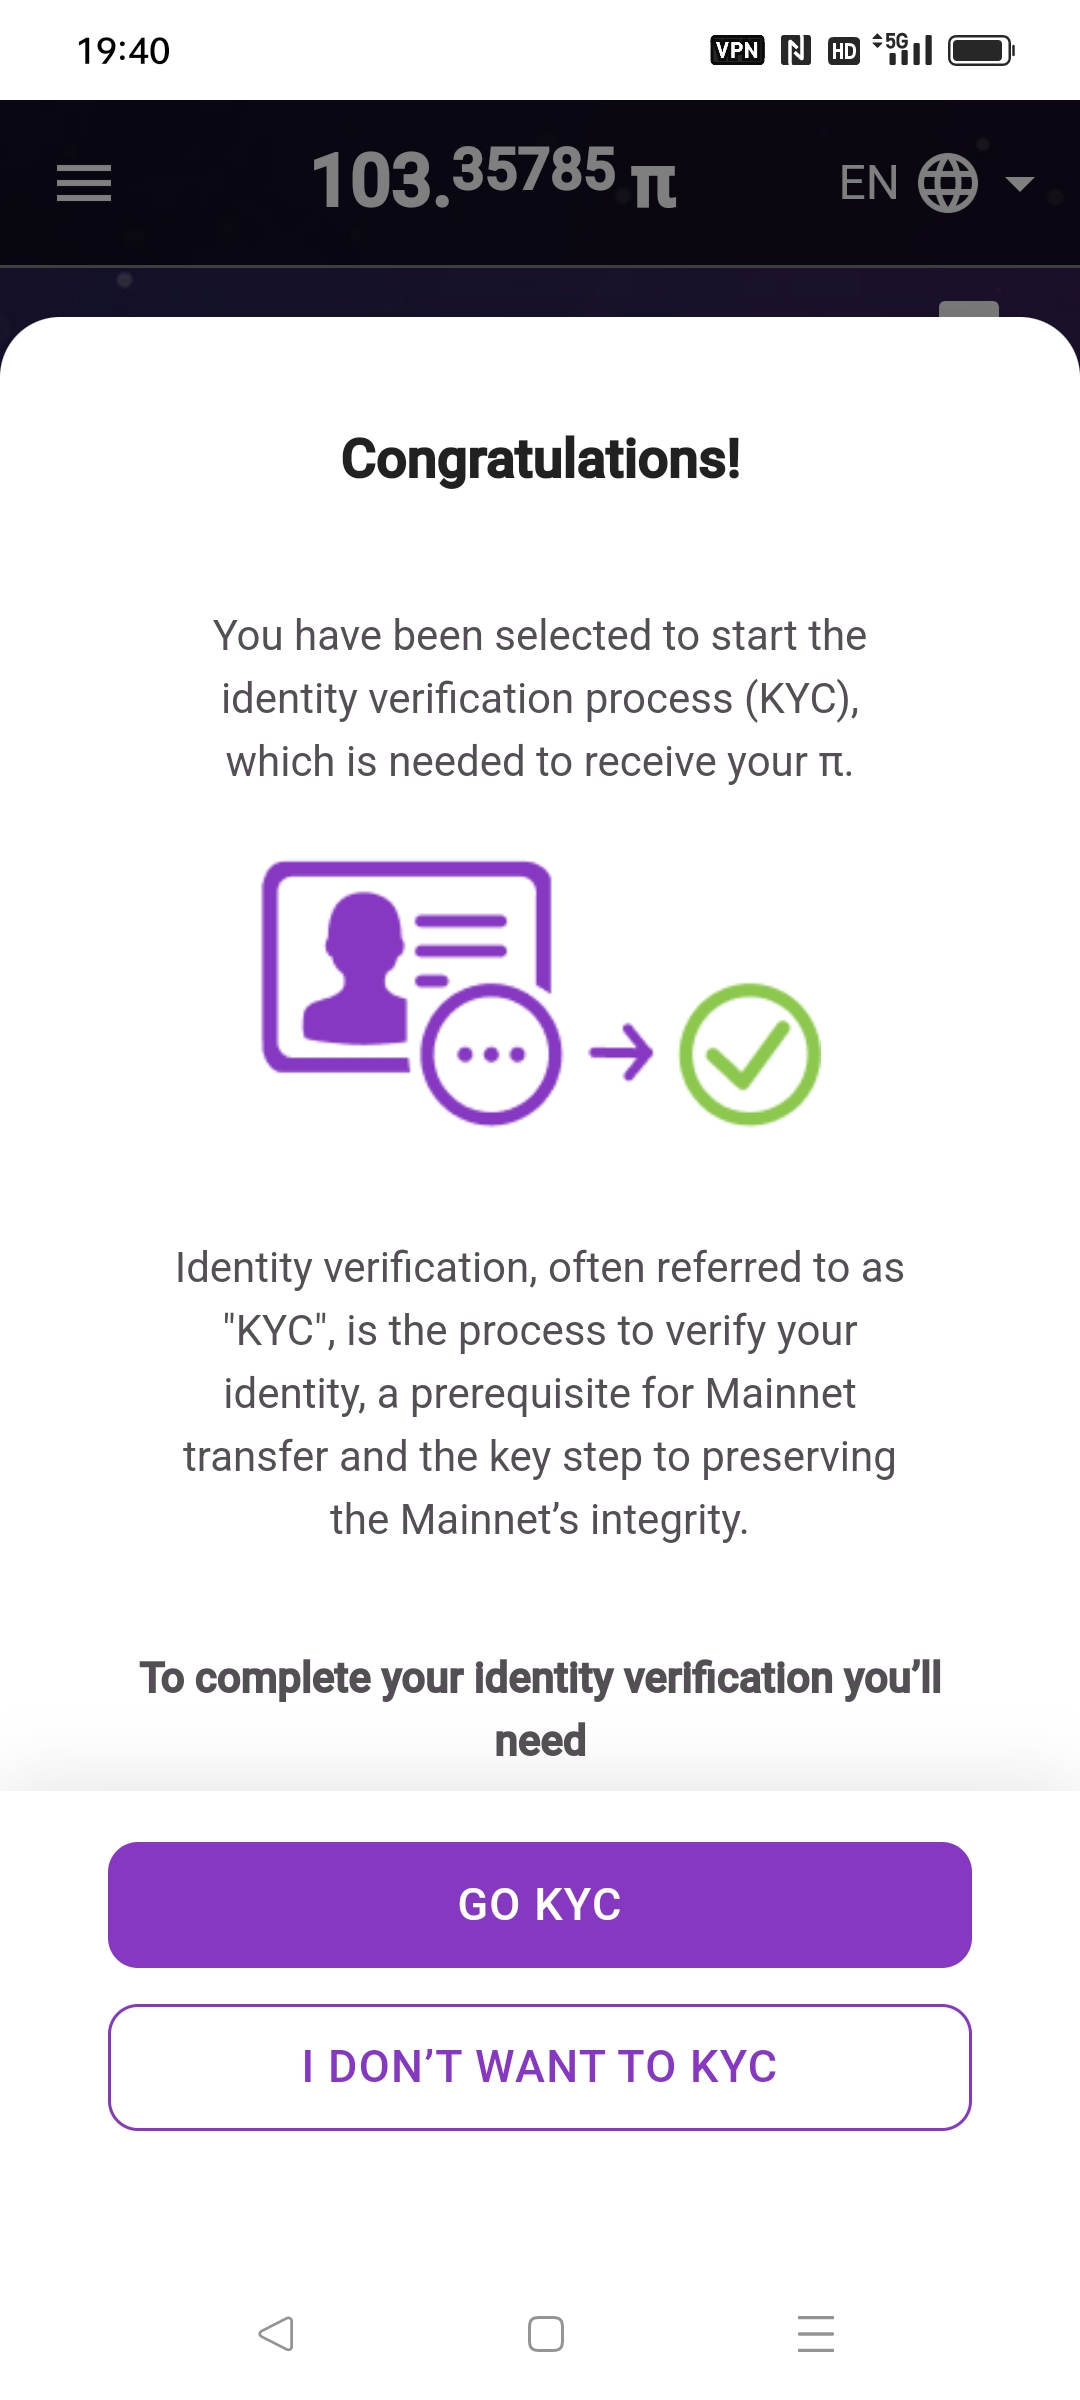 19:40 VPN HD 5G
103.35785 π EN
Congratulations!
You have been selected to start the
identity verification process (KYC),
which is needed to receive your π.
Identity verification, often referred to as
"KYC", is the process to verify your
identity, a prerequisite for Mainnet
transfer and the key step to preserving
the Mainnet’s integrity.
To complete your identity verification you’ll
need
GO KYC
I DON’T WANT TO KYC